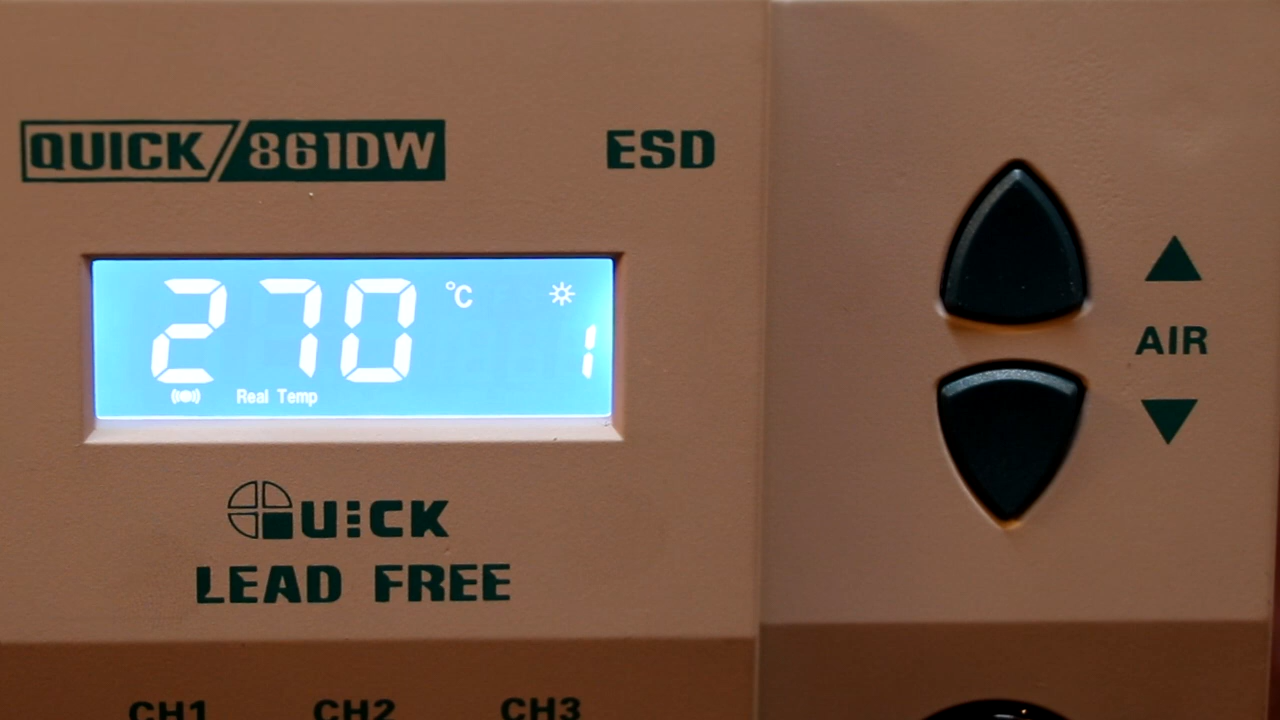 QUICK/861DW
ESD
270 °C
1
Real Temp
▲
AIR
▼
QUICK
LEAD FREE
CH1 CH2 CH3